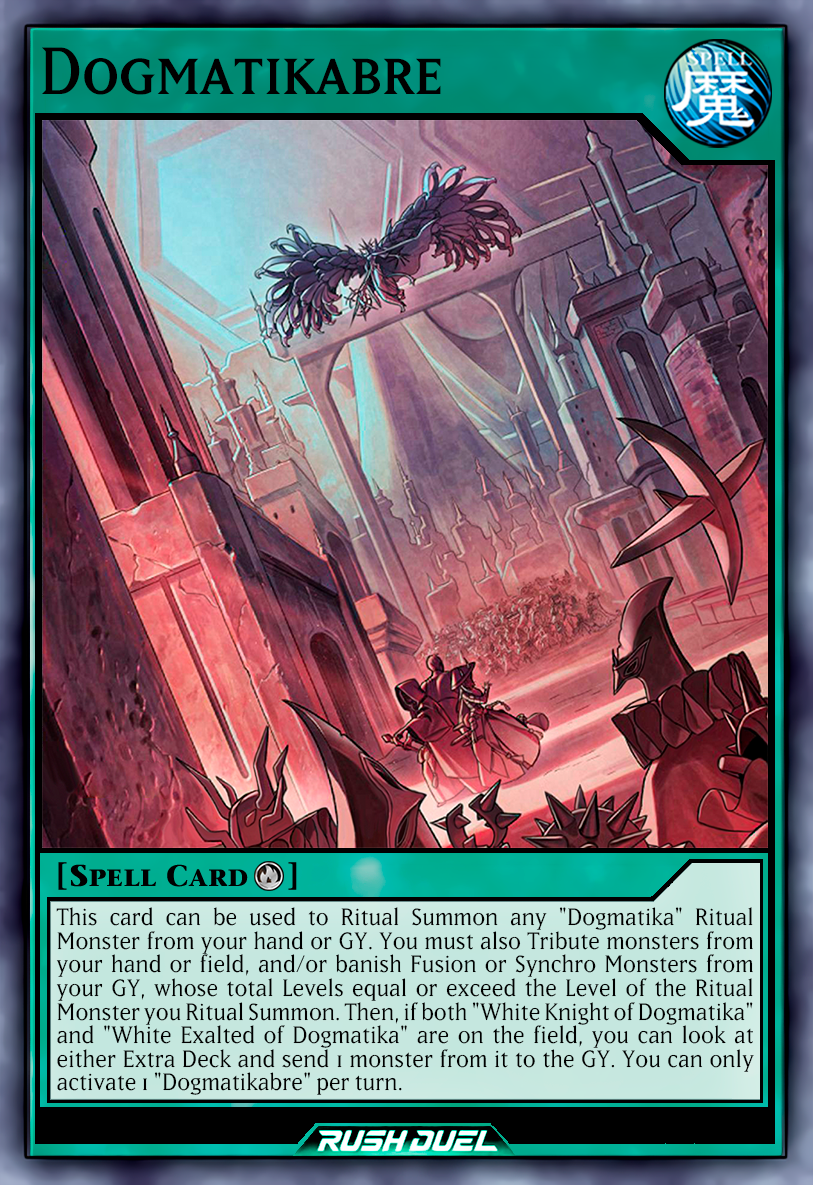 Dogmatikabre
SPELL
魔
[Spell Card]
This card can be used to Ritual Summon any "Dogmatika" Ritual
Monster from your hand or GY. You must also Tribute monsters from
your hand or field, and/or banish Fusion or Synchro Monsters from
your GY, whose total Levels equal or exceed the Level of the Ritual
Monster you Ritual Summon. Then, if both "White Knight of Dogmatika"
and "White Exalted of Dogmatika" are on the field, you can look at
either Extra Deck and send 1 monster from it to the GY. You can only
activate 1 "Dogmatikabre" per turn.
RUSH DUEL